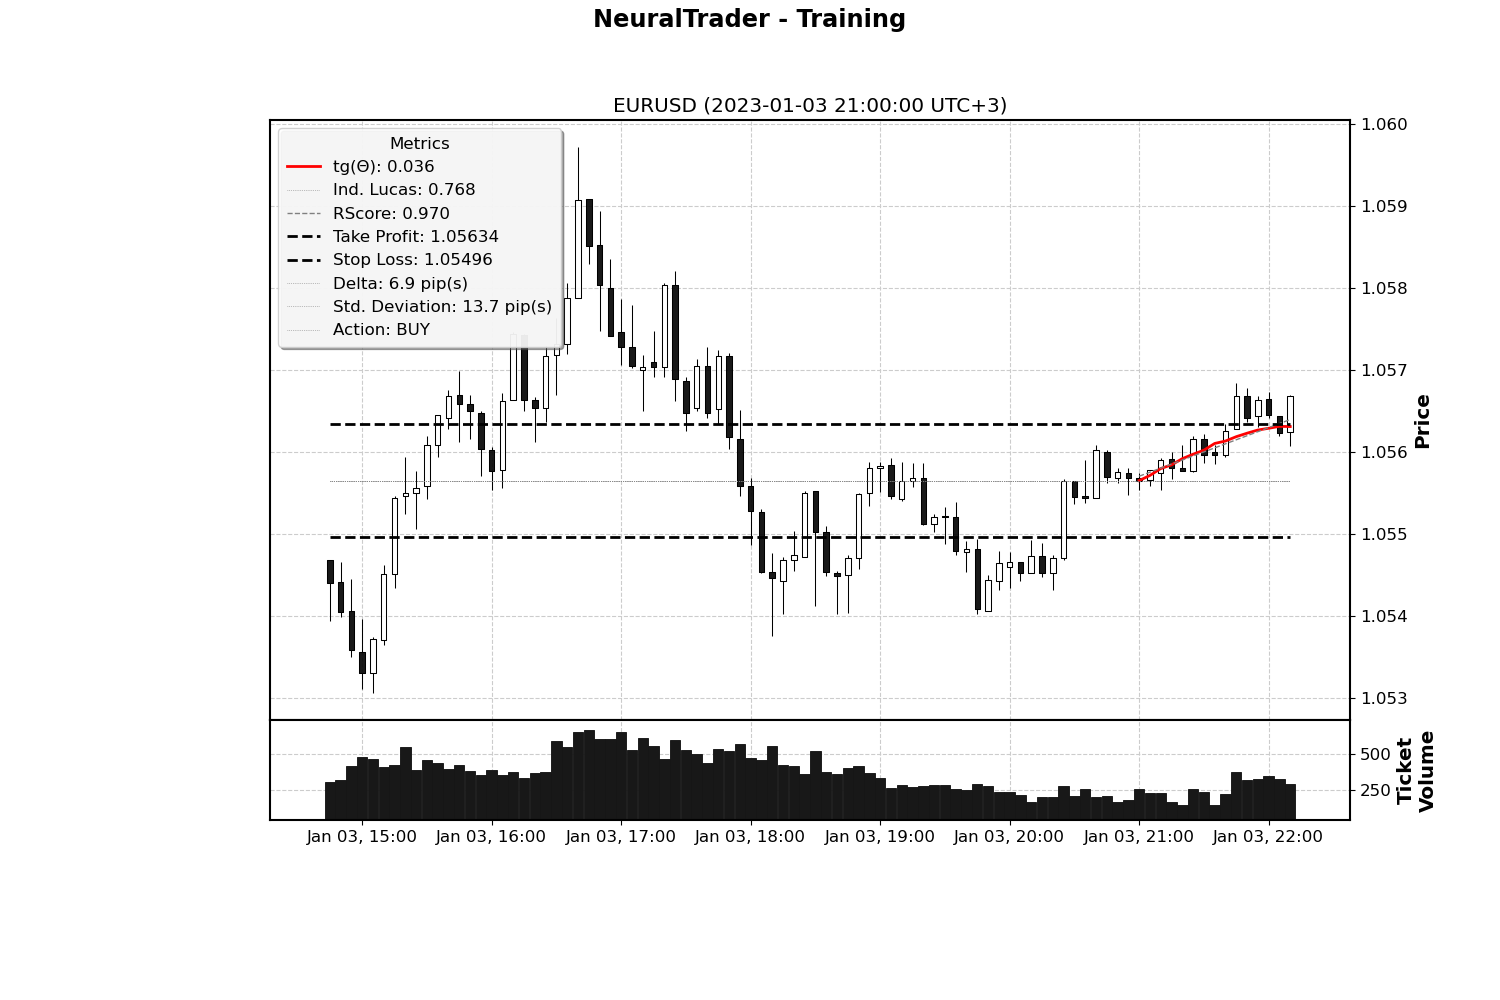 NeuralTrader - Training
EURUSD (2023-01-03 21:00:00 UTC+3)
Metrics
tg(Θ): 0.036
Ind. Lucas: 0.768
RScore: 0.970
Take Profit: 1.05634
Stop Loss: 1.05496
Delta: 6.9 pip(s)
Std. Deviation: 13.7 pip(s)
Action: BUY
1.060
1.059
1.058
1.057
1.056
1.055
1.054
1.053
Price
500
250
Ticket
Volume
Jan 03, 15:00
Jan 03, 16:00
Jan 03, 17:00
Jan 03, 18:00
Jan 03, 19:00
Jan 03, 20:00
Jan 03, 21:00
Jan 03, 22:00